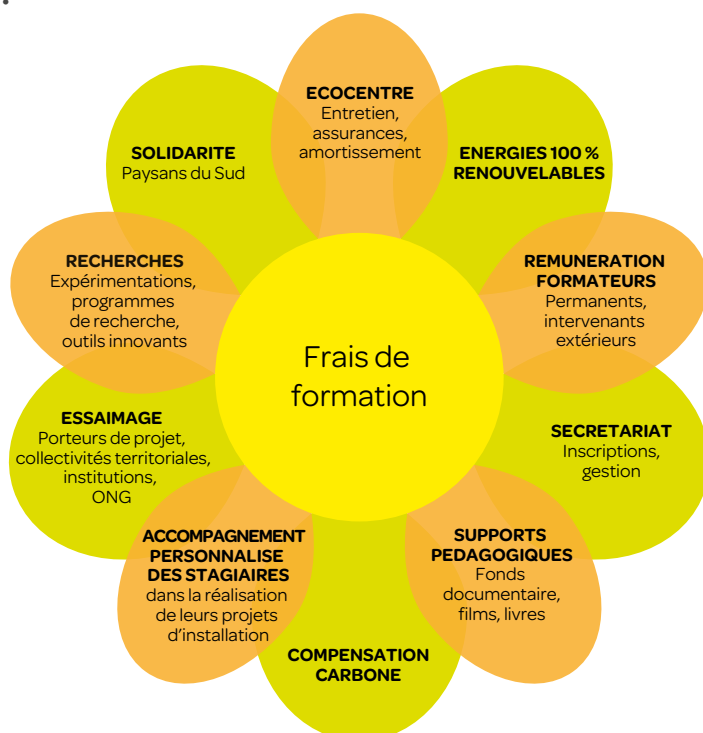 ECOCENTRE
Entretien,
assurances,
amortissement
ENERGIES 100 %
RENOUVELABLES
REMUNERATION
FORMATEURS
Permanents,
intervenants
extérieurs
SECRETARIAT
Inscriptions,
gestion
SUPPORTS
PEDAGOGIQUES
Fonds
documentaire,
films, livres
COMPENSATION
CARBONE
ACCOMPAGNEMENT
PERSONNALISE
DES STAGIAIRES
dans la réalisation
de leurs projets
d’installation
ESSAIMAGE
Porteurs de projet,
collectivités territoriales,
institutions,
ONG
RECHERCHES
Expérimentations,
programmes
de recherche,
outils innovants
SOLIDARITE
Paysans du Sud
Frais de
formation